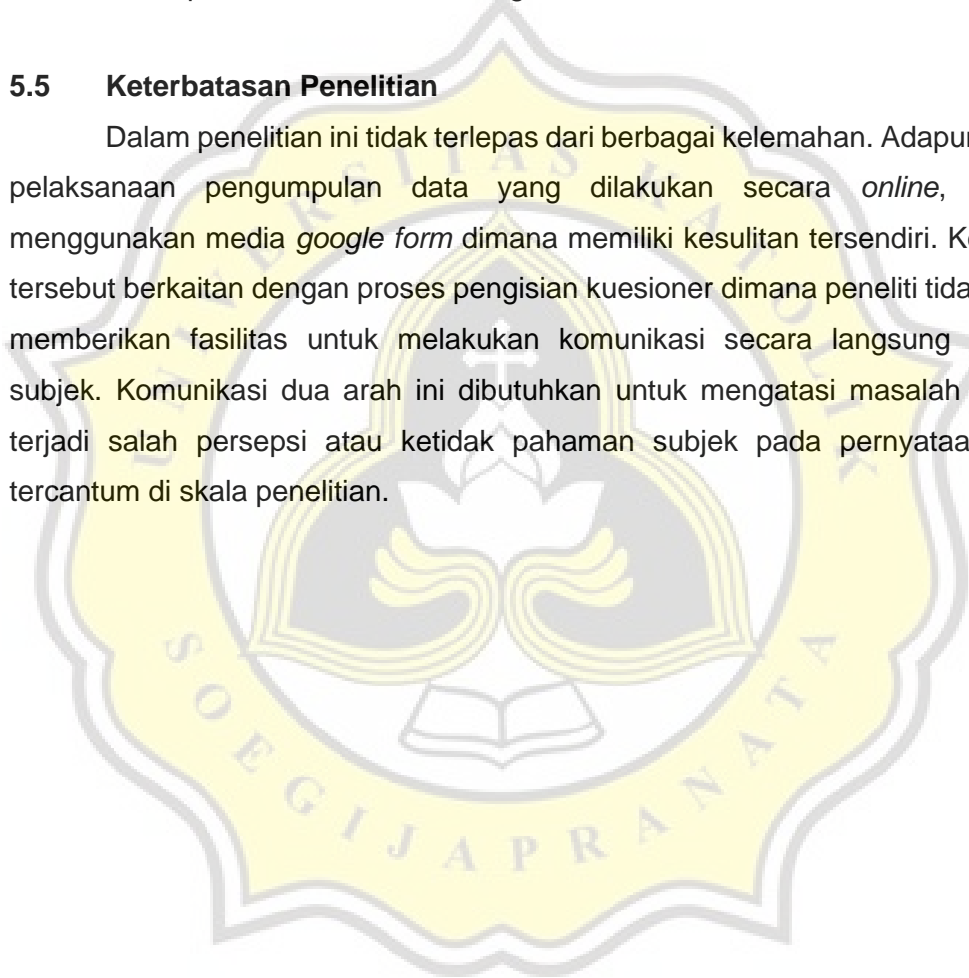 5.5 Keterbatasan Penelitian
Dalam penelitian ini tidak terlepas dari berbagai kelemahan. Adapun
pelaksanaan pengumpulan data yang dilakukan secara online,
menggunakan media google form dimana memiliki kesulitan tersendiri.
tersebut berkaitan dengan proses pengisian kuesioner dimana peneliti
memberikan fasilitas untuk melakukan komunikasi secara langsung
subjek. Komunikasi dua arah ini dibutuhkan untuk mengatasi masalah
terjadi salah persepsi atau ketidak pahaman subjek pada
tercantum di skala penelitian.
UNIVERSITAS KATOLIK
SOEGIJAPRANATA